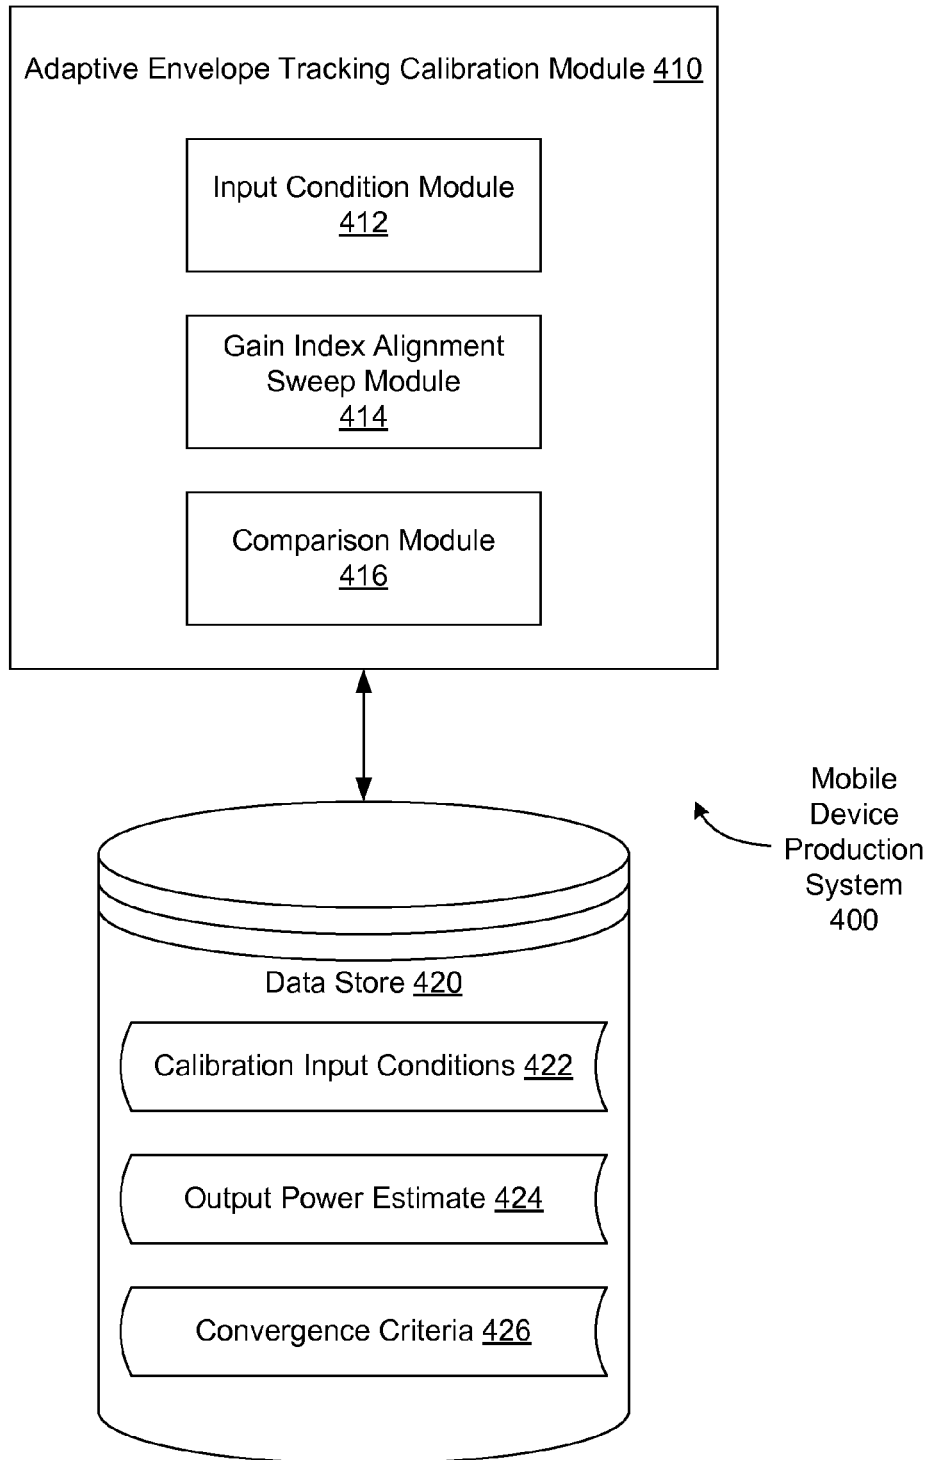 Adaptive Envelope Tracking Calibration Module 410
Input Condition Module
412
Gain Index Alignment
Sweep Module
414
Comparison Module
416
Mobile
Device
Production
System
400
Data Store 420
Calibration Input Conditions 422
Output Power Estimate 424
Convergence Criteria 426